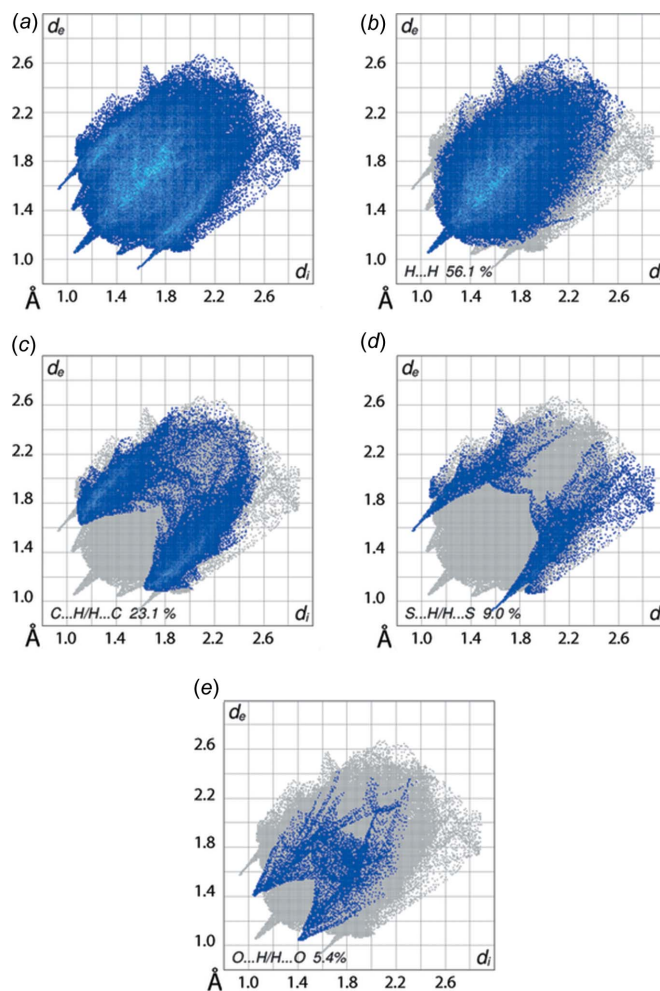 (a)
de
2.6
2.2
1.8
1.4
1.0
di
Å
1.0 1.4 1.8 2.2 2.6
(b)
de
2.6
2.2
1.8
1.4
1.0
H...H 56.1 %
d
Å
1.0 1.4 1.8 2.2 2.6
(c)
de
2.6
2.2
1.8
1.4
1.0
C...H/H...C 23.1 %
di
Å
1.0 1.4 1.8 2.2 2.6
(d)
de
2.6
2.2
1.8
1.4
1.0
S...H/H...S 9.0 %
d
Å
1.0 1.4 1.8 2.2 2.6
(e)
de
2.6
2.2
1.8
1.4
1.0
O...H/H...O 5.4%
di
Å
1.0 1.4 1.8 2.2 2.6